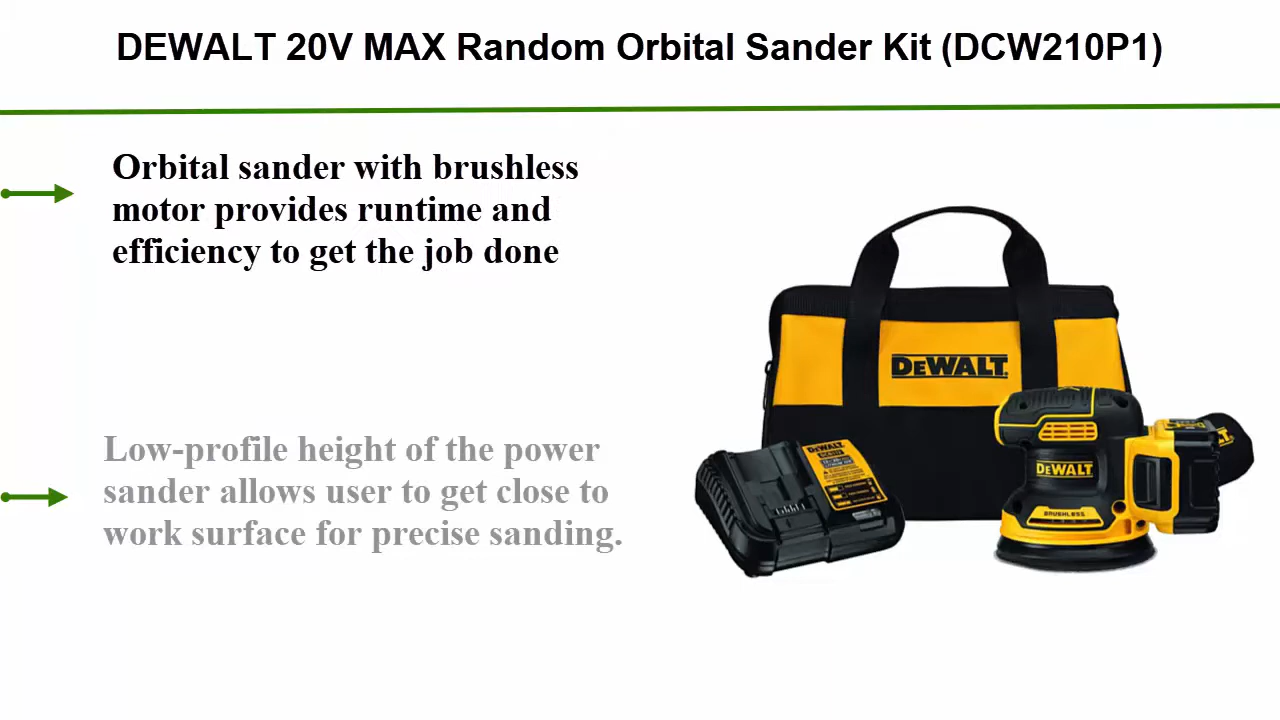 DEWALT 20V MAX Random Orbital Sander Kit (DCW210P1)
Orbital sander with brushless
motor provides runtime and
efficiency to get the job done
Low-profile height of the power
sander allows user to get close to
work surface for precise sanding.
DEWALT
DEWALT
DEWALT
BRUSHLESS